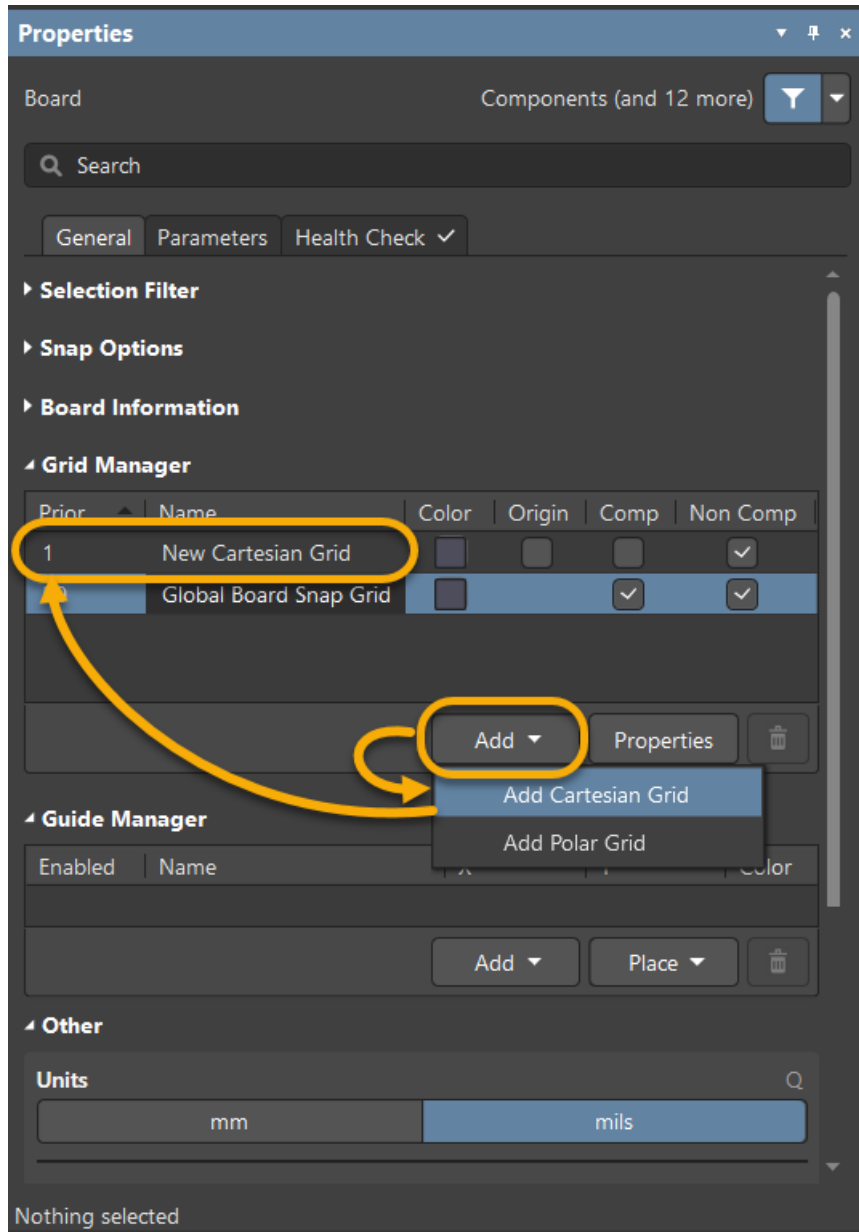 Properties
Board Components (and 12 more)
Search
General Parameters Health Check
Selection Filter
Snap Options
Board Information
Grid Manager
Prior Name Color Origin Comp Non Comp
1 New Cartesian Grid
Global Board Snap Grid
Add Properties
Add Cartesian Grid
Add Polar Grid
Guide Manager
Enabled Name Color
Add Place
Other
Units Q
mm mils
Nothing selected